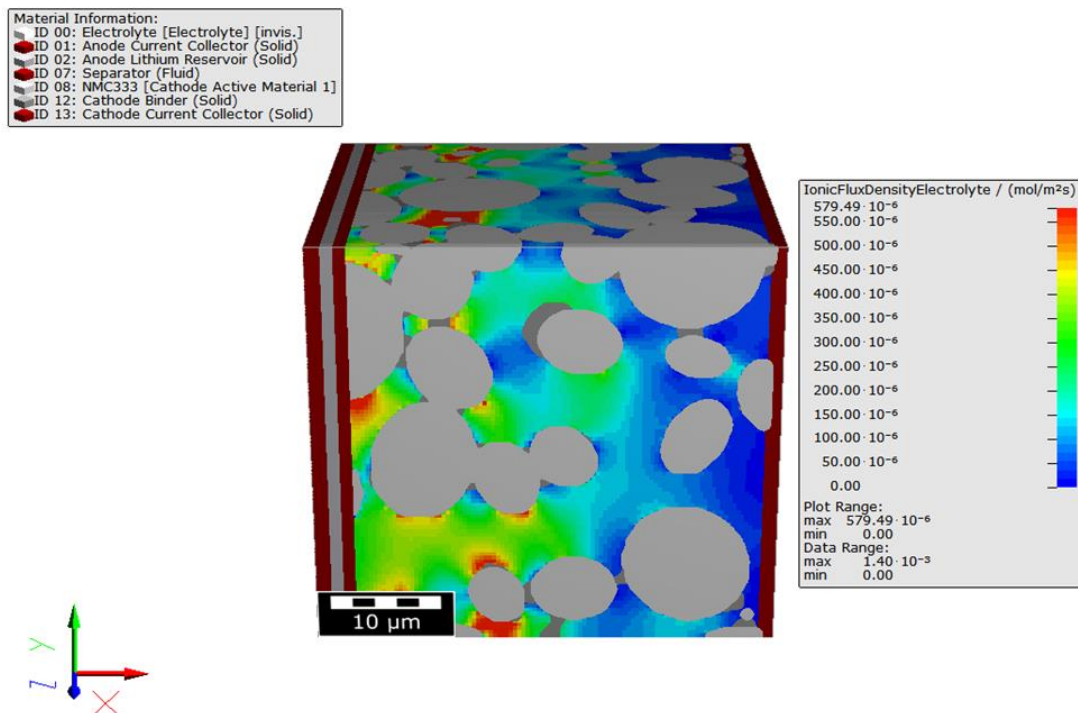 Material Information:
ID 00: Electrolyte [Electrolyte] [invis.]
ID 01: Anode Current Collector (Solid)
ID 02: Anode Lithium Reservoir (Solid)
ID 07: Separator (Fluid)
ID 08: NMC333 [Cathode Active Material 1]
ID 12: Cathode Binder (Solid)
ID 13: Cathode Current Collector (Solid)
IonicFluxDensityElectrolyte / (mol/m²s)
579.49·10⁻⁶
550.00·10⁻⁶
500.00·10⁻⁶
450.00·10⁻⁶
400.00·10⁻⁶
350.00·10⁻⁶
300.00·10⁻⁶
250.00·10⁻⁶
200.00·10⁻⁶
150.00·10⁻⁶
100.00·10⁻⁶
50.00·10⁻⁶
0.00
Plot Range:
max 579.49·10⁻⁶
min 0.00
Data Range:
max 1.40·10⁻³
min 0.00
10 µm
Y
Z
X